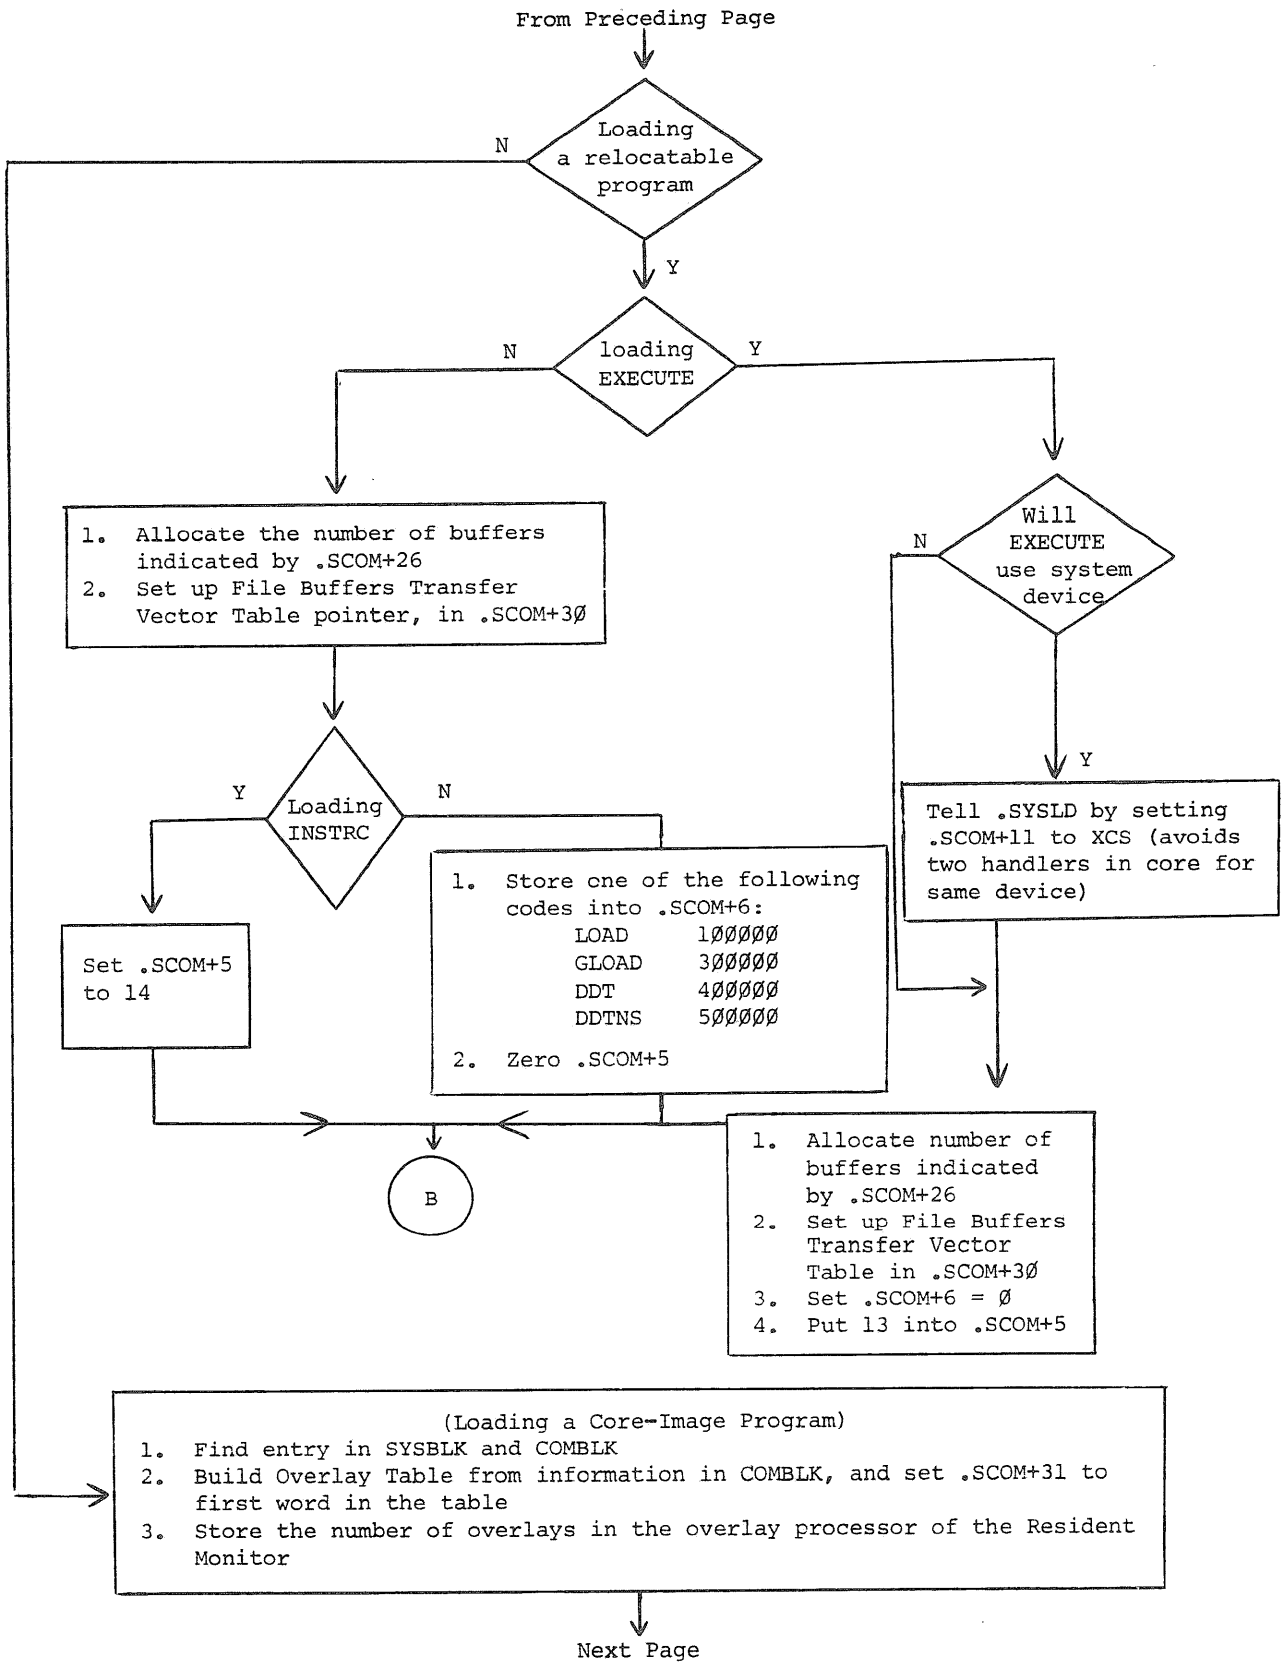 From Preceding Page
Loading
a relocatable
program
N
Y
loading
EXECUTE
N
Y
1. Allocate the number of buffers
indicated by .SCOM+26
2. Set up File Buffers Transfer
Vector Table pointer, in .SCOM+3Ø
Will
EXECUTE
use system
device
N
Y
Loading
INSTRC
Y
N
Tell .SYSLD by setting
.SCOM+11 to XCS (avoids
two handlers in core for
same device)
Set .SCOM+5
to 14
1. Store one of the following
codes into .SCOM+6:
LOAD 1ØØØØØ
GLOAD 3ØØØØØ
DDT 4ØØØØØ
DDTNS 5ØØØØØ
2. Zero .SCOM+5
B
1. Allocate number of
buffers indicated
by .SCOM+26
2. Set up File Buffers
Transfer Vector
Table in .SCOM+3Ø
3. Set .SCOM+6 = Ø
4. Put 13 into .SCOM+5
(Loading a Core-Image Program)
1. Find entry in SYSBLK and COMBLK
2. Build Overlay Table from information in COMBLK, and set .SCOM+31 to
first word in the table
3. Store the number of overlays in the overlay processor of the Resident
Monitor
Next Page